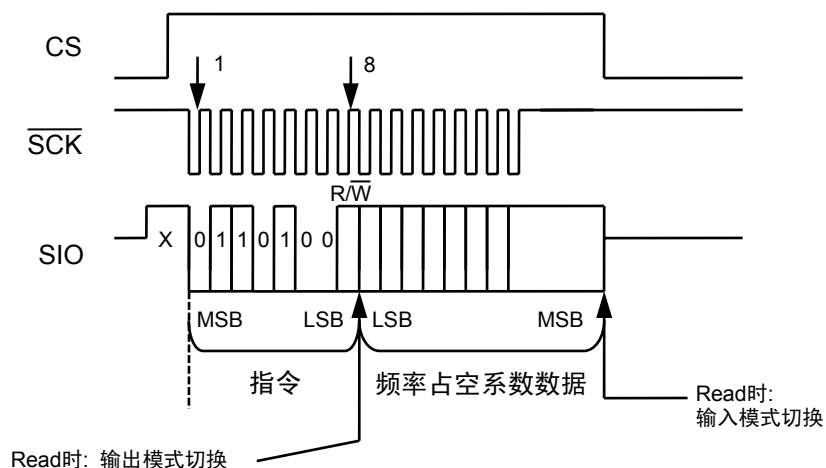 CS
1
8
SCK
R/W
SIO
X 0 1 1 0 1 0 0
MSB LSB LSB MSB
指令
频率占空系数数据
Read时:
输入模式切换
Read时: 输出模式切换